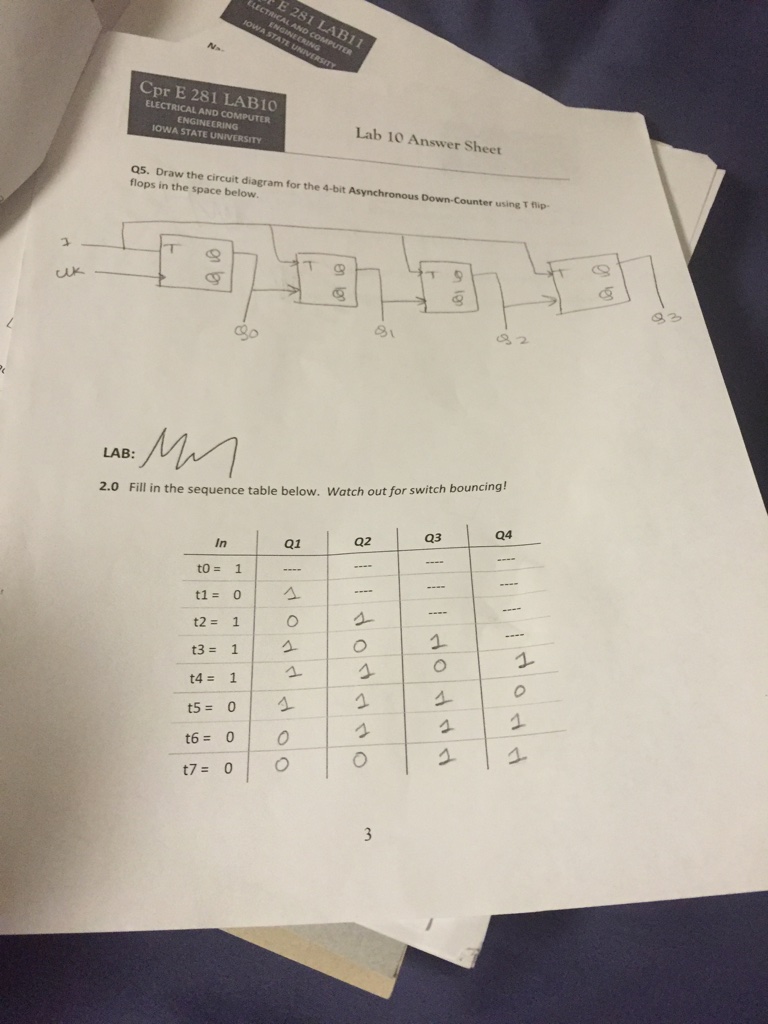 CPR E 281 LAB11
ELECTRICAL AND COMPUTER
ENGINEERING
IOWA STATE UNIVERSITY
Na
Cpr E 281 LAB10
ELECTRICAL AND COMPUTER
ENGINEERING
IOWA STATE UNIVERSITY
Lab 10 Answer Sheet
Q5. Draw the circuit diagram for the 4-bit Asynchronous Down-Counter using T flip-
flops in the space below.
1 T Q T Q T Q T Q
clk Q̅ Q̅ Q̅ Q̅
Q0 Q1 Q2 Q3
LAB:
2.0 Fill in the sequence table below. Watch out for switch bouncing!
In Q1 Q2 Q3 Q4
t0 = 1 ---- ---- ---- ----
t1 = 0 1 ---- ---- ----
t2 = 1 0 1 ---- ----
t3 = 1 1 0 1 ----
t4 = 1 1 1 0 1
t5 = 0 1 1 1 0
t6 = 0 0 1 1 1
t7 = 0 0 0 1 1
3